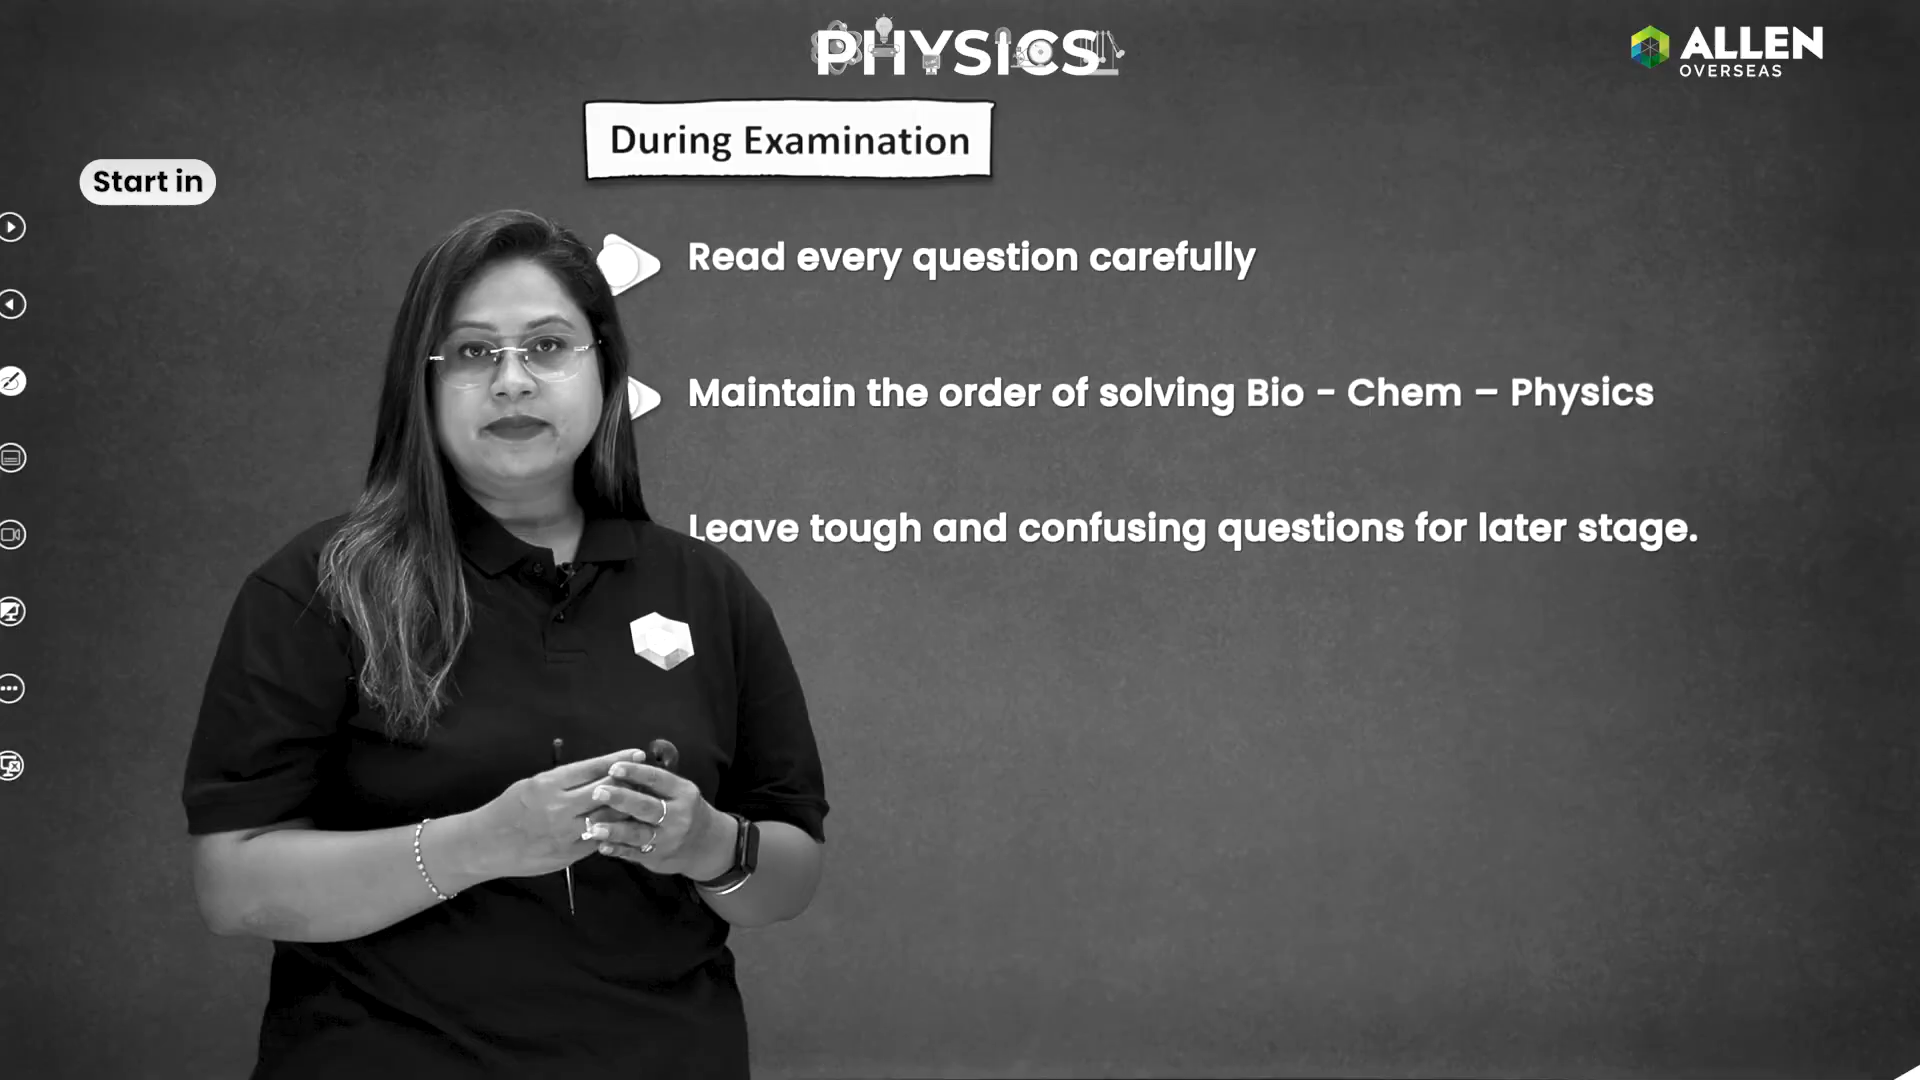 PHYSICS
ALLEN
OVERSEAS
During Examination
Start in
Read every question carefully
Maintain the order of solving Bio - Chem – Physics
Leave tough and confusing questions for later stage.